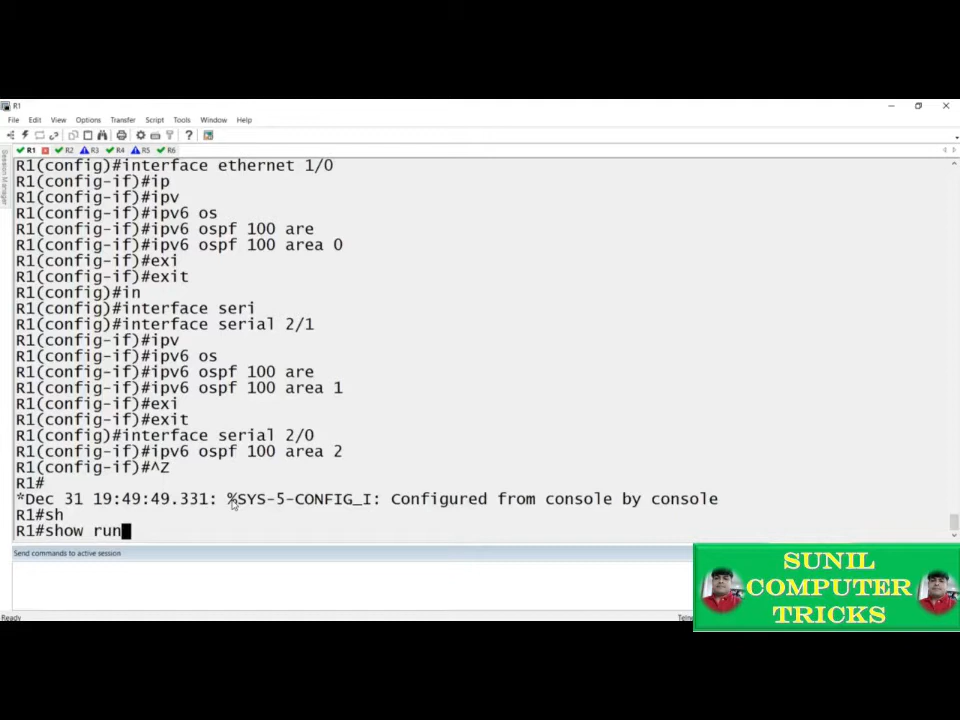 R1
File Edit View Options Transfer Script Tools Window Help
R1 R2 R3 R4 R5 R6
Session Manager
R1(config)#interface ethernet 1/0
R1(config-if)#ip
R1(config-if)#ipv
R1(config-if)#ipv6 os
R1(config-if)#ipv6 ospf 100 are
R1(config-if)#ipv6 ospf 100 area 0
R1(config-if)#exi
R1(config-if)#exit
R1(config)#in
R1(config)#interface seri
R1(config)#interface serial 2/1
R1(config-if)#ipv
R1(config-if)#ipv6 os
R1(config-if)#ipv6 ospf 100 are
R1(config-if)#ipv6 ospf 100 area 1
R1(config-if)#exi
R1(config-if)#exit
R1(config)#interface serial 2/0
R1(config-if)#ipv6 ospf 100 area 2
R1(config-if)#^Z
R1#
*Dec 31 19:49:49.331: %SYS-5-CONFIG_I: Configured from console by console
R1#sh
R1#show run
Send commands to active session
SUNIL
COMPUTER
TRICKS
Ready